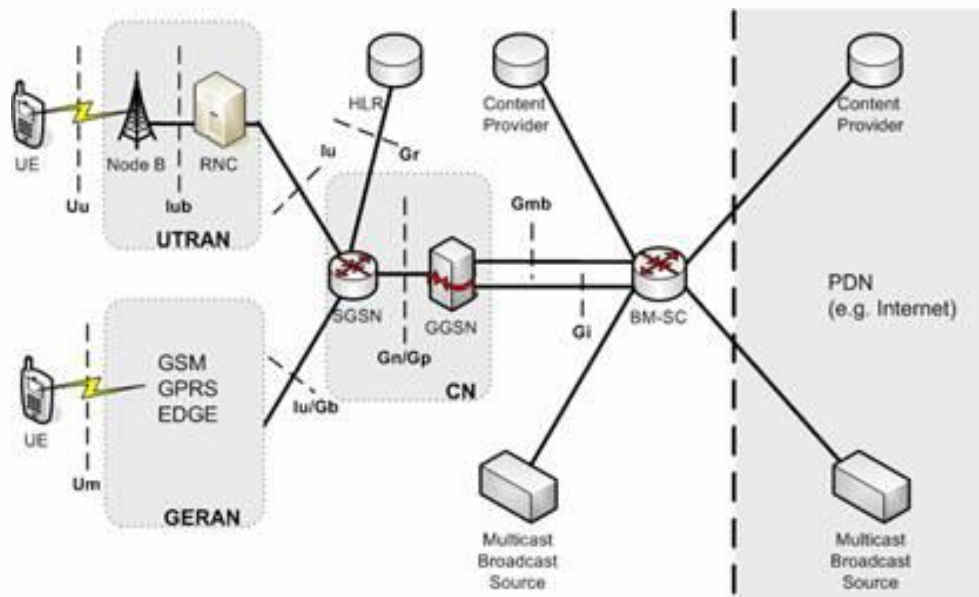 UE
Uu
Node B
Iub
RNC
UTRAN
HLR
Iu
Gr
Content
Provider
Content
Provider
SGSN
Gn/Gp
GGSN
CN
Gmb
Gi
BM-SC
PDN
(e.g. Internet)
UE
Um
GSM
GPRS
EDGE
GERAN
Iu/Gb
Multicast
Broadcast
Source
Multicast
Broadcast
Source